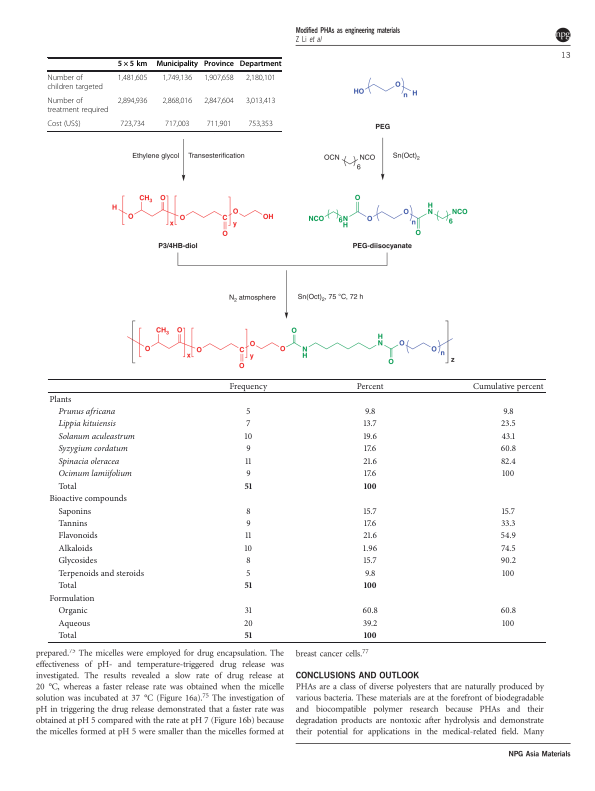 Modified PHAs as engineering materials
Z Li et al
npg
13
5 × 5 km Municipality Province Department
Number of children targeted 1,481,605 1,749,136 1,907,658 2,180,101
Number of treatment required 2,894,936 2,868,016 2,847,604 3,013,413
Cost (US$) 723,734 717,003 711,901 753,353
HO O n H
PEG
Ethylene glycol Transesterification
OCN 6 NCO Sn(Oct)2
H O CH3 O x O C O y O OH
P3/4HB-diol
NCO 6 N H O O O n O H N 6 NCO
PEG-diisocyanate
N2 atmosphere Sn(Oct)2, 75 °C, 72 h
O CH3 O x O C O y O O O N H H N O O O n z
Frequency Percent Cumulative percent
Plants
Prunus africana 5 9.8 9.8
Lippia kituiensis 7 13.7 23.5
Solanum aculeastrum 10 19.6 43.1
Syzygium cordatum 9 17.6 60.8
Spinacia oleracea 11 21.6 82.4
Ocimum lamiifolium 9 17.6 100
Total 51 100
Bioactive compounds
Saponins 8 15.7 15.7
Tannins 9 17.6 33.3
Flavonoids 11 21.6 54.9
Alkaloids 10 1.96 74.5
Glycosides 8 15.7 90.2
Terpenoids and steroids 5 9.8 100
Total 51 100
Formulation
Organic 31 60.8 60.8
Aqueous 20 39.2 100
Total 51 100
prepared.75 The micelles were employed for drug encapsulation. The
effectiveness of pH- and temperature-triggered drug release was
investigated. The results revealed a slow rate of drug release at
20 °C, whereas a faster release rate was obtained when the micelle
solution was incubated at 37 °C (Figure 16a).75 The investigation of
pH in triggering the drug release demonstrated that a faster rate was
obtained at pH 5 compared with the rate at pH 7 (Figure 16b) because
the micelles formed at pH 5 were smaller than the micelles formed at
breast cancer cells.77
CONCLUSIONS AND OUTLOOK
PHAs are a class of diverse polyesters that are naturally produced by
various bacteria. These materials are at the forefront of biodegradable
and biocompatible polymer research because PHAs and their
degradation products are nontoxic after hydrolysis and demonstrate
their potential for applications in the medical-related field. Many
NPG Asia Materials